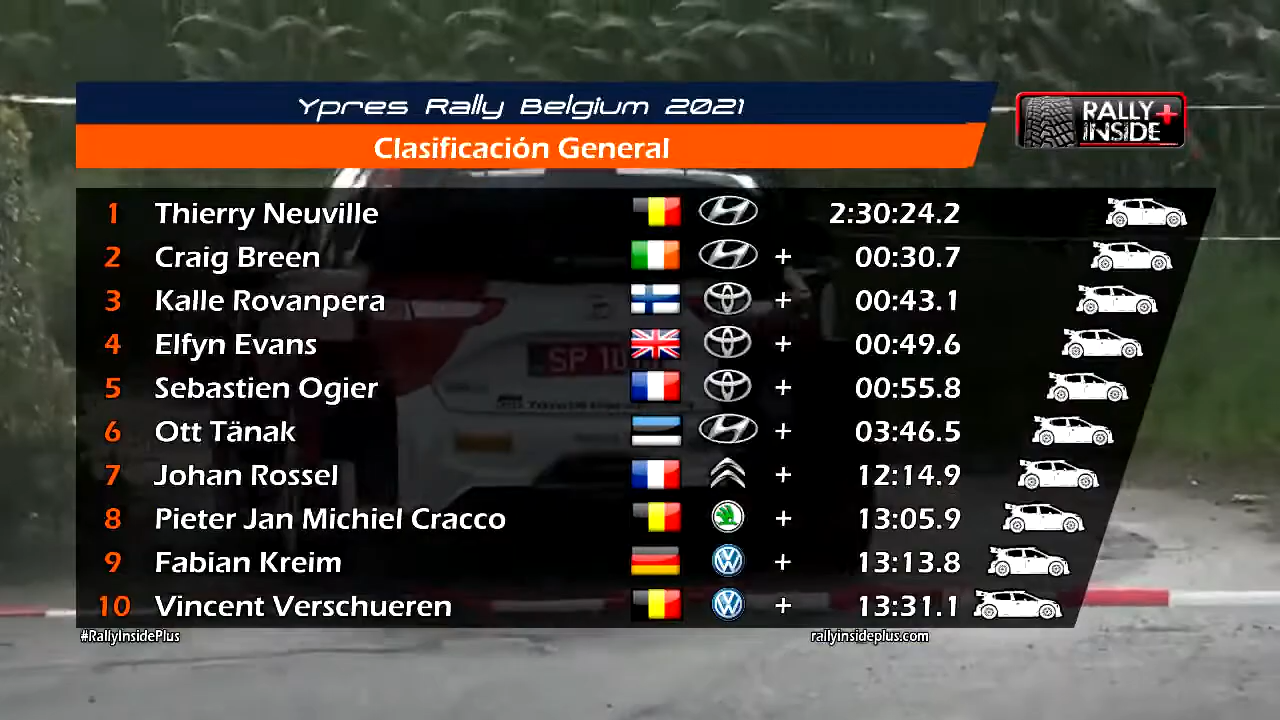 Ypres Rally Belgium 2021
RALLY+
INSIDE
Clasificación General
1 Thierry Neuville 2:30:24.2
2 Craig Breen + 00:30.7
3 Kalle Rovanpera + 00:43.1
4 Elfyn Evans + 00:49.6
5 Sebastien Ogier + 00:55.8
6 Ott Tänak + 03:46.5
7 Johan Rossel + 12:14.9
8 Pieter Jan Michiel Cracco + 13:05.9
9 Fabian Kreim + 13:13.8
10 Vincent Verschueren + 13:31.1
#RallyInsidePlus
rallyinsideplus.com